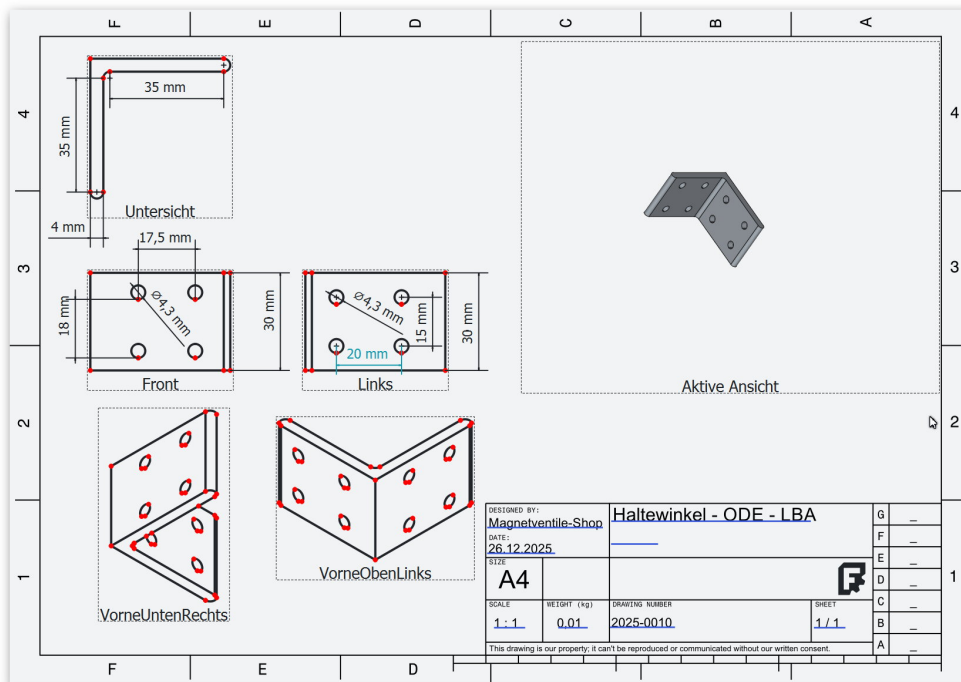 F E D C B A
4 4
35 mm
35 mm
Untersicht
4 mm
17,5 mm
3 3
18 mm
⌀4,3 mm
30 mm
⌀4,3 mm
15 mm
30 mm
20 mm
Front
Links
Aktive Ansicht
2 2
VorneObenLinks
VorneUntenRechts
1 1
DESIGNED BY:
Magnetventile-Shop
Haltewinkel - ODE - LBA
DATE:
26.12.2025
SIZE
A4
SCALE
1 : 1
WEIGHT (kg)
0,01
DRAWING NUMBER
2025-0010
SHEET
1 / 1
G _
F _
E _
D _
C _
B _
A _
This drawing is our property; it can't be reproduced or communicated without our written consent.
F E D